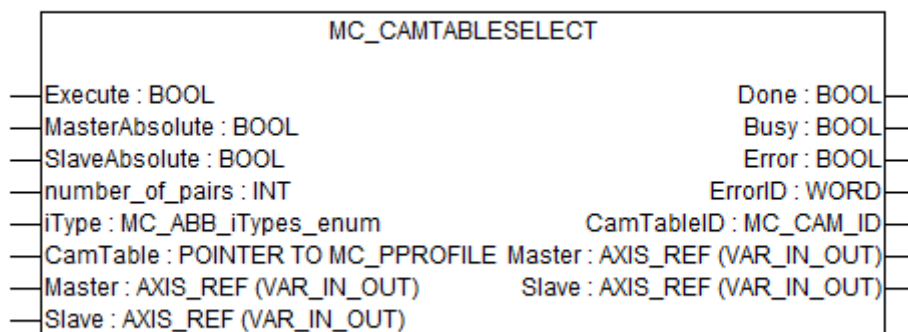 MC_CAMTABLESELECT
Execute : BOOL Done : BOOL
MasterAbsolute : BOOL Busy : BOOL
SlaveAbsolute : BOOL Error : BOOL
number_of_pairs : INT ErrorID : WORD
iType : MC_ABB_iTypes_enum CamTableID : MC_CAM_ID
CamTable : POINTER TO MC_PPROFILE Master : AXIS_REF (VAR_IN_OUT)
Master : AXIS_REF (VAR_IN_OUT) Slave : AXIS_REF (VAR_IN_OUT)
Slave : AXIS_REF (VAR_IN_OUT)